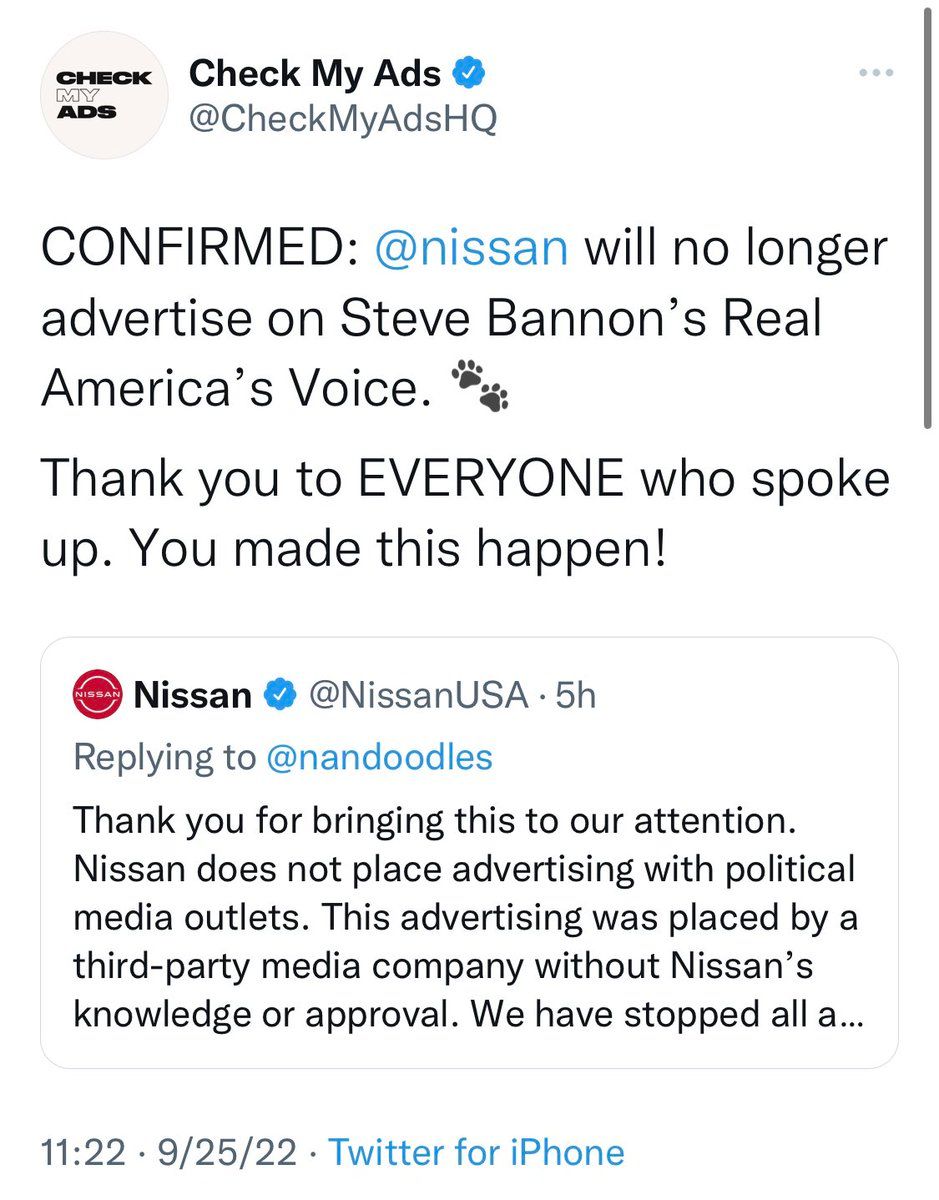 CHECK
MY
ADS
Check My Ads
@CheckMyAdsHQ
CONFIRMED: @nissan will no longer
advertise on Steve Bannon’s Real
America’s Voice. 🐾
Thank you to EVERYONE who spoke
up. You made this happen!
NISSAN
Nissan @NissanUSA · 5h
Replying to @nandoodles
Thank you for bringing this to our attention.
Nissan does not place advertising with political
media outlets. This advertising was placed by a
third-party media company without Nissan’s
knowledge or approval. We have stopped all a...
11:22 · 9/25/22 · Twitter for iPhone